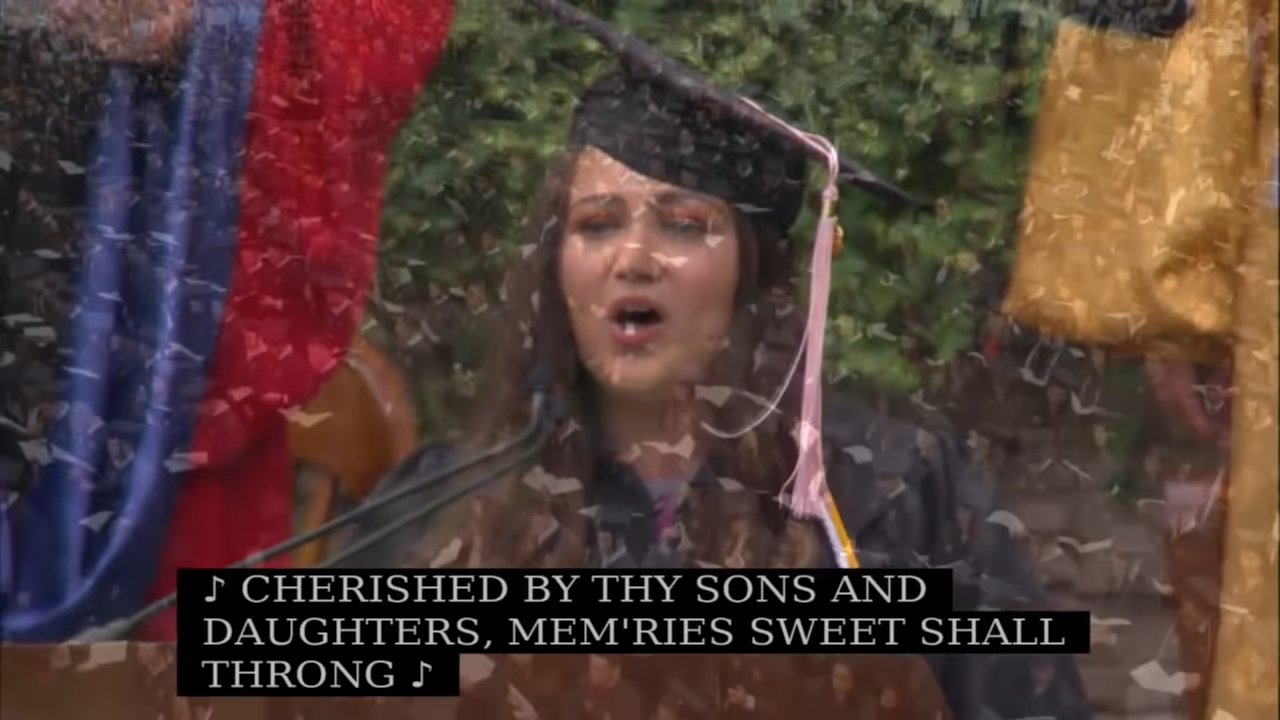 ♪ CHERISHED BY THY SONS AND
DAUGHTERS, MEM'RIES SWEET SHALL
THRONG ♪